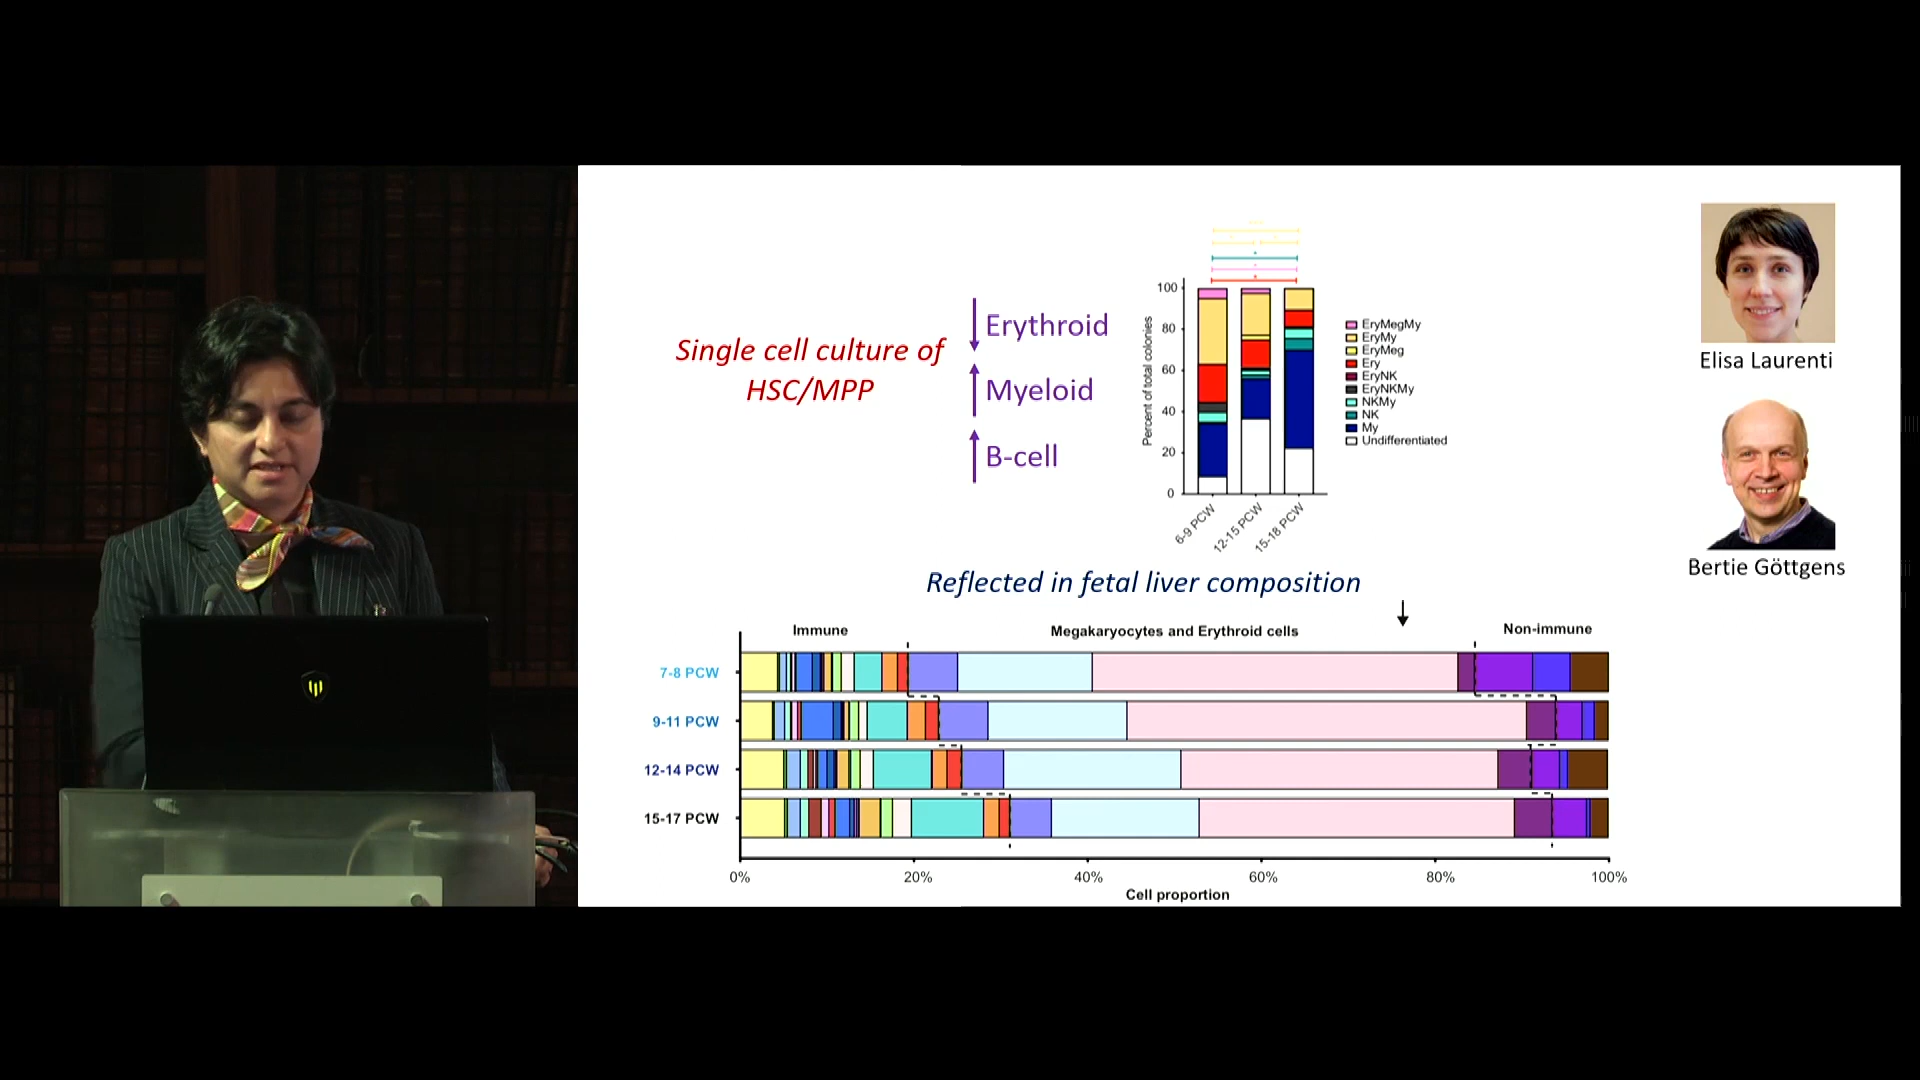 Single cell culture of
HSC/MPP
Erythroid
Myeloid
B-cell
Percent of total colonies
100
80
60
40
20
0
6-9 PCW
12-15 PCW
15-18 PCW
EryMegMy
EryMy
EryMeg
Ery
EryNK
EryNKMy
NKMy
NK
My
Undifferentiated
Elisa Laurenti
Bertie Göttgens
Reflected in fetal liver composition
Immune
Megakaryocytes and Erythroid cells
Non-immune
7-8 PCW
9-11 PCW
12-14 PCW
15-17 PCW
0%
20%
40%
60%
80%
100%
Cell proportion